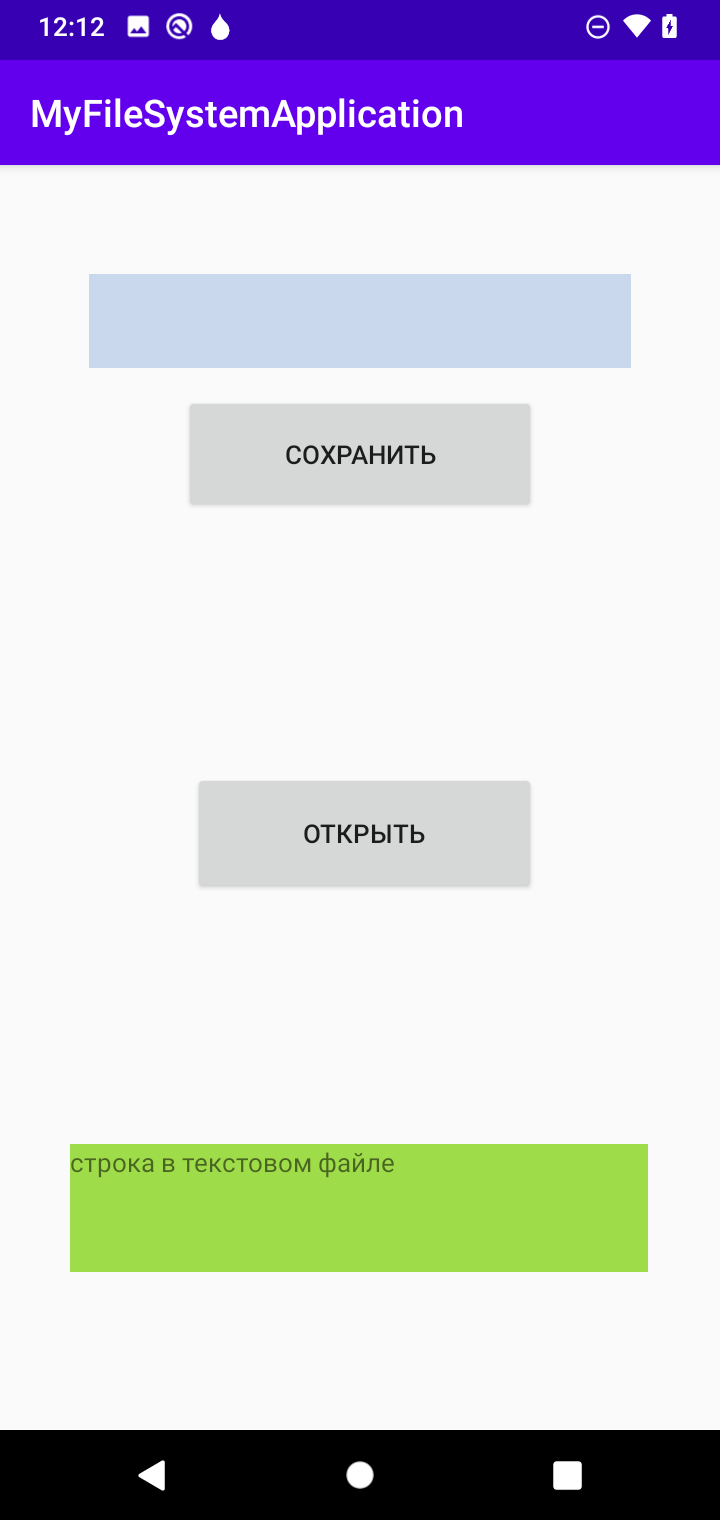 12:12
MyFileSystemApplication
СОХРАНИТЬ
ОТКРЫТЬ
строка в текстовом файле